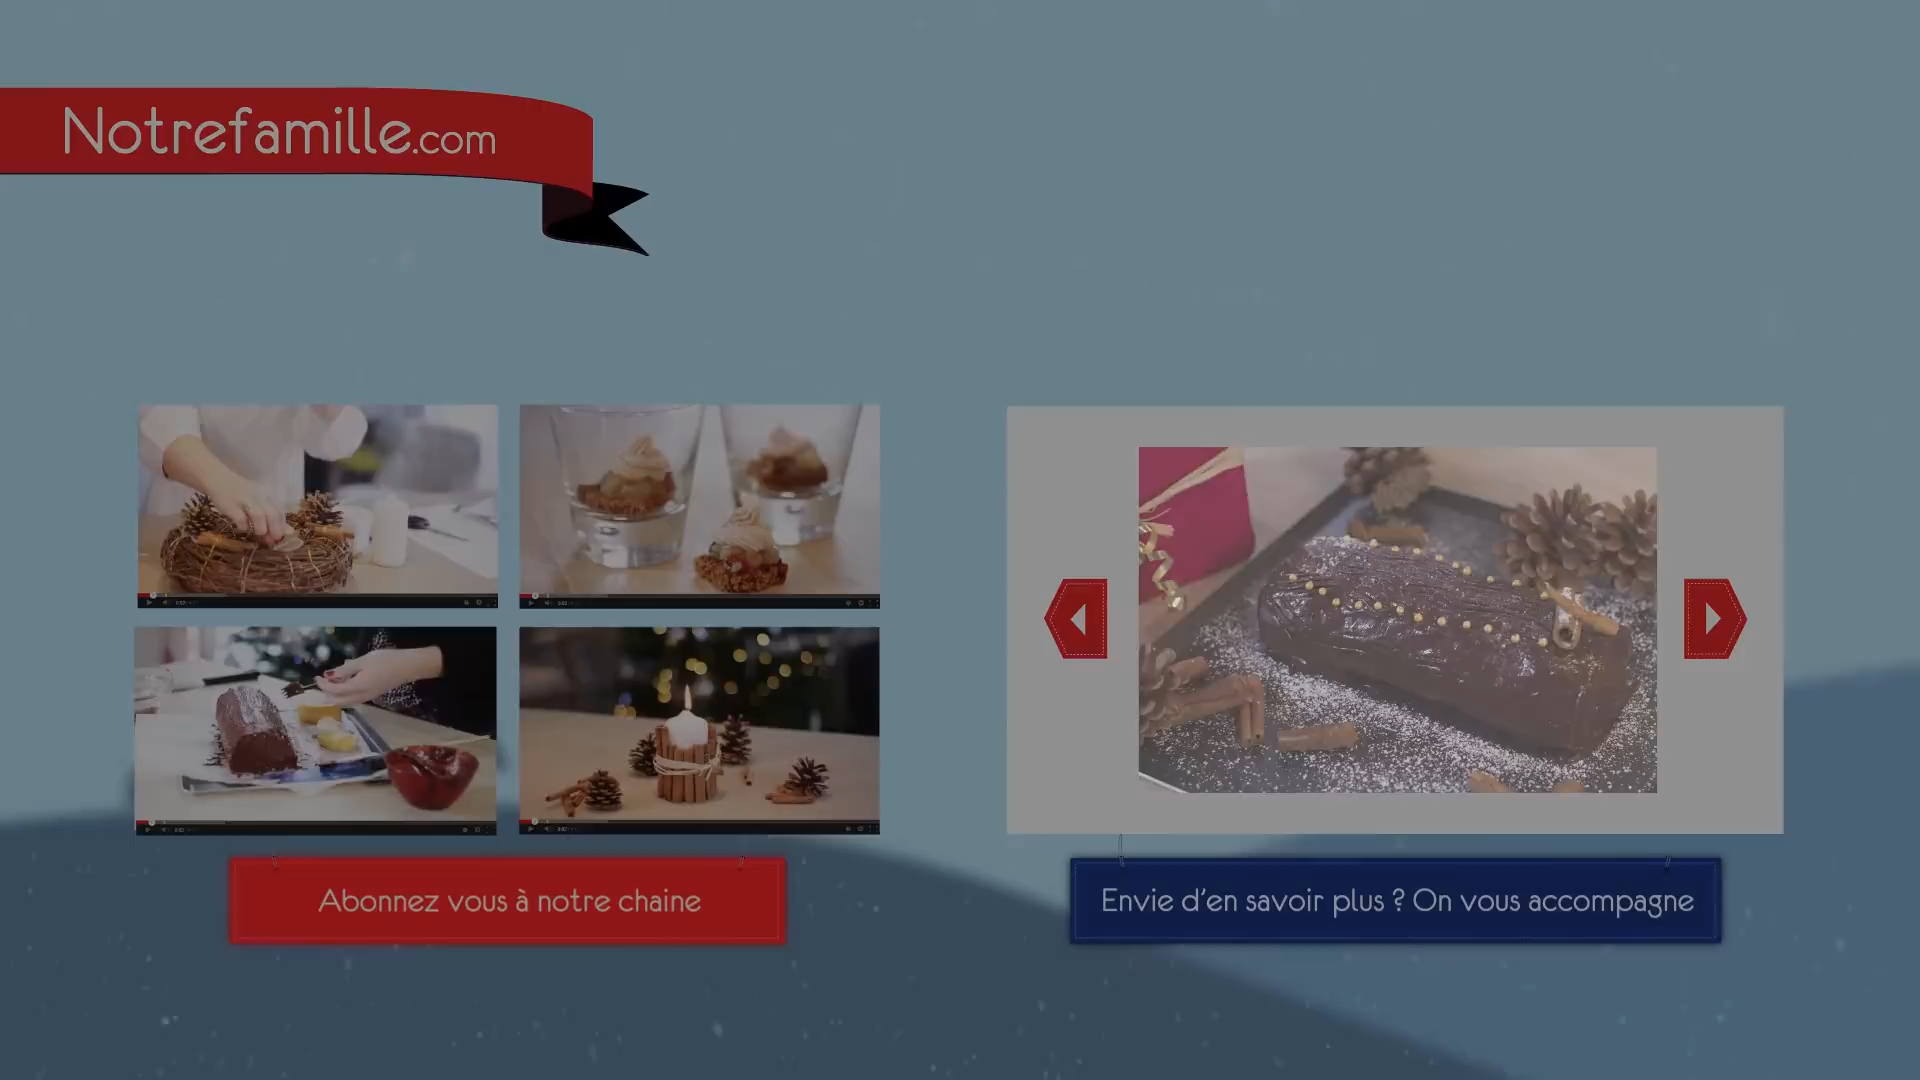 Notrefamille.com
Abonnez vous à notre chaine
Envie d'en savoir plus ? On vous accompagne